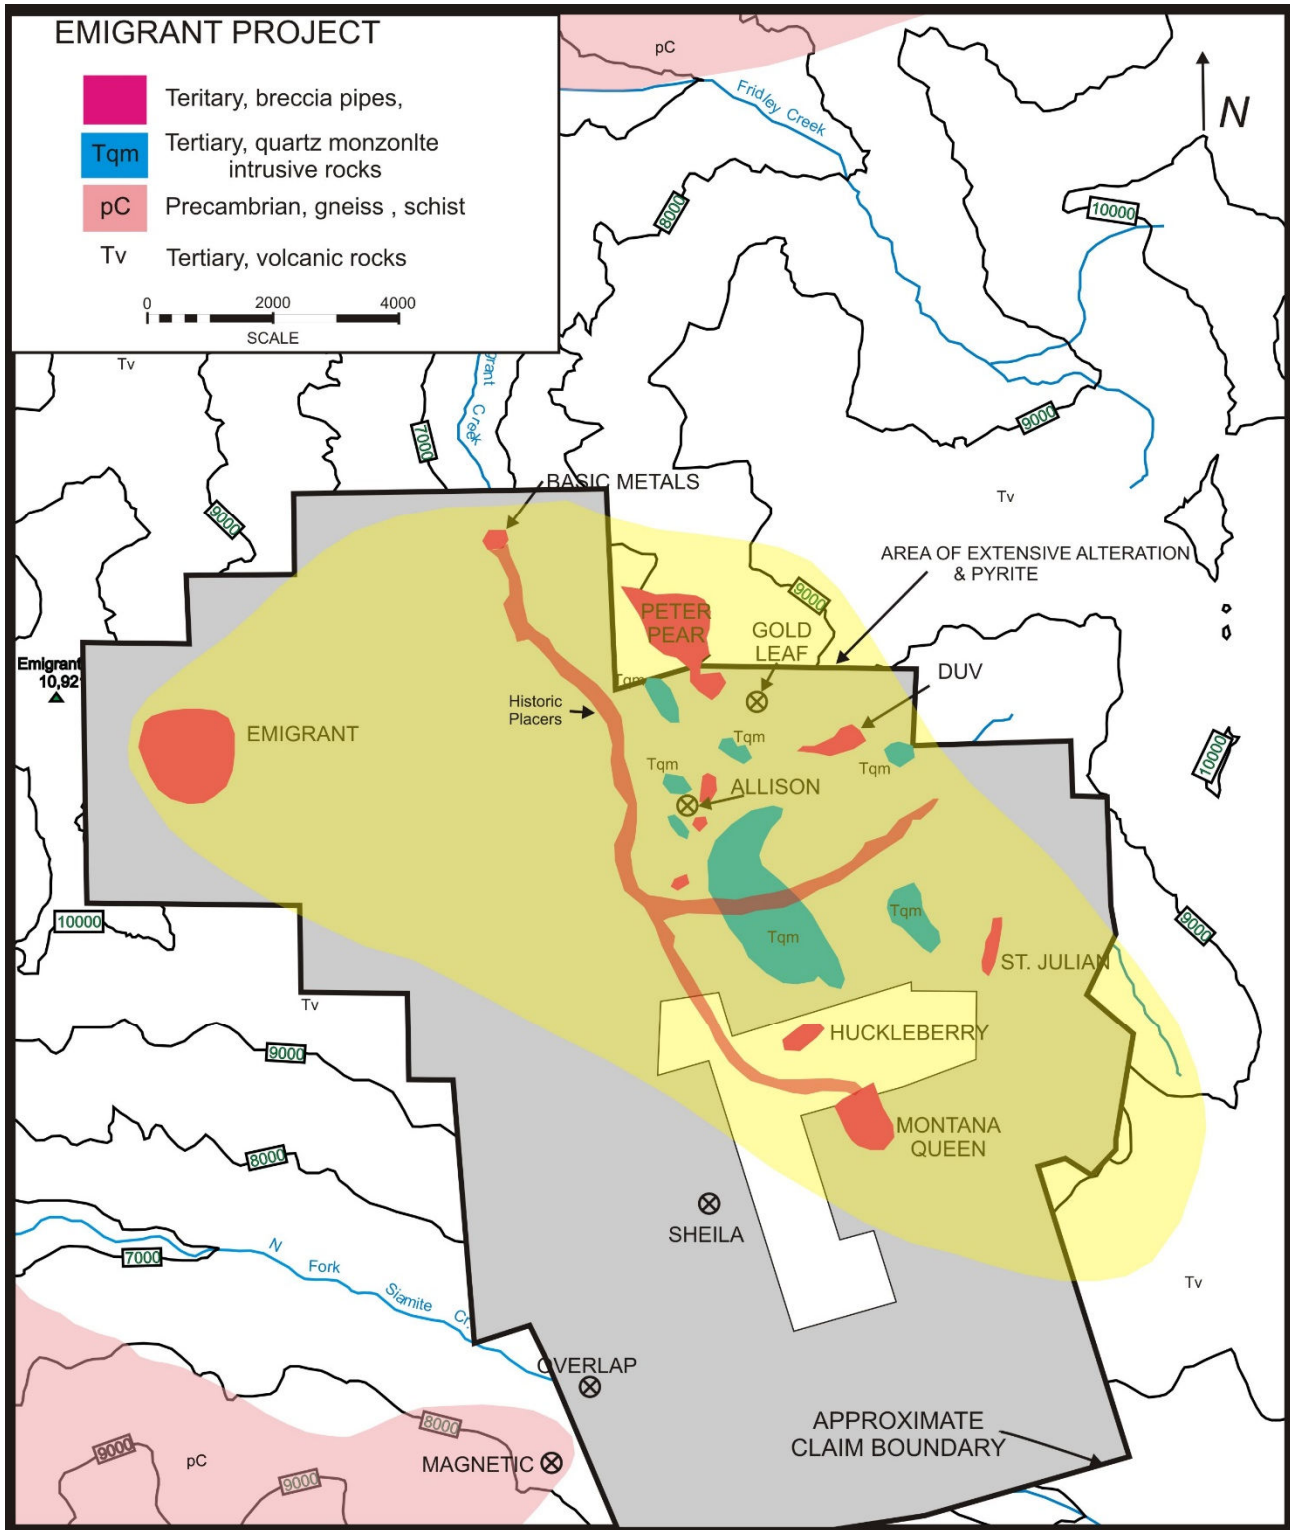 EMIGRANT PROJECT
Teritary, breccia pipes,
Tqm
Tertiary, quartz monzonlte
intrusive rocks
pC
Precambrian, gneiss , schist
Tv
Tertiary, volcanic rocks
0
2000
4000
SCALE
pC
Fridley Creek
N
8000
10000
Tv
grant Creek
7000
9000
9000
Tv
BASIC METALS
AREA OF EXTENSIVE ALTERATION
& PYRITE
9000
PETER
PEAR
GOLD
LEAF
Emigrant
10,92
Tqm
DUV
Historic
Placers
EMIGRANT
Tqm
Tqm
Tqm
10000
ALLISON
10000
9000
Tqm
Tqm
ST. JULIAN
Tv
HUCKLEBERRY
9000
MONTANA
QUEEN
8000
SHEILA
N Fork Siamite Cr.
7000
Tv
OVERLAP
8000
APPROXIMATE
CLAIM BOUNDARY
9000
pC
MAGNETIC
9000